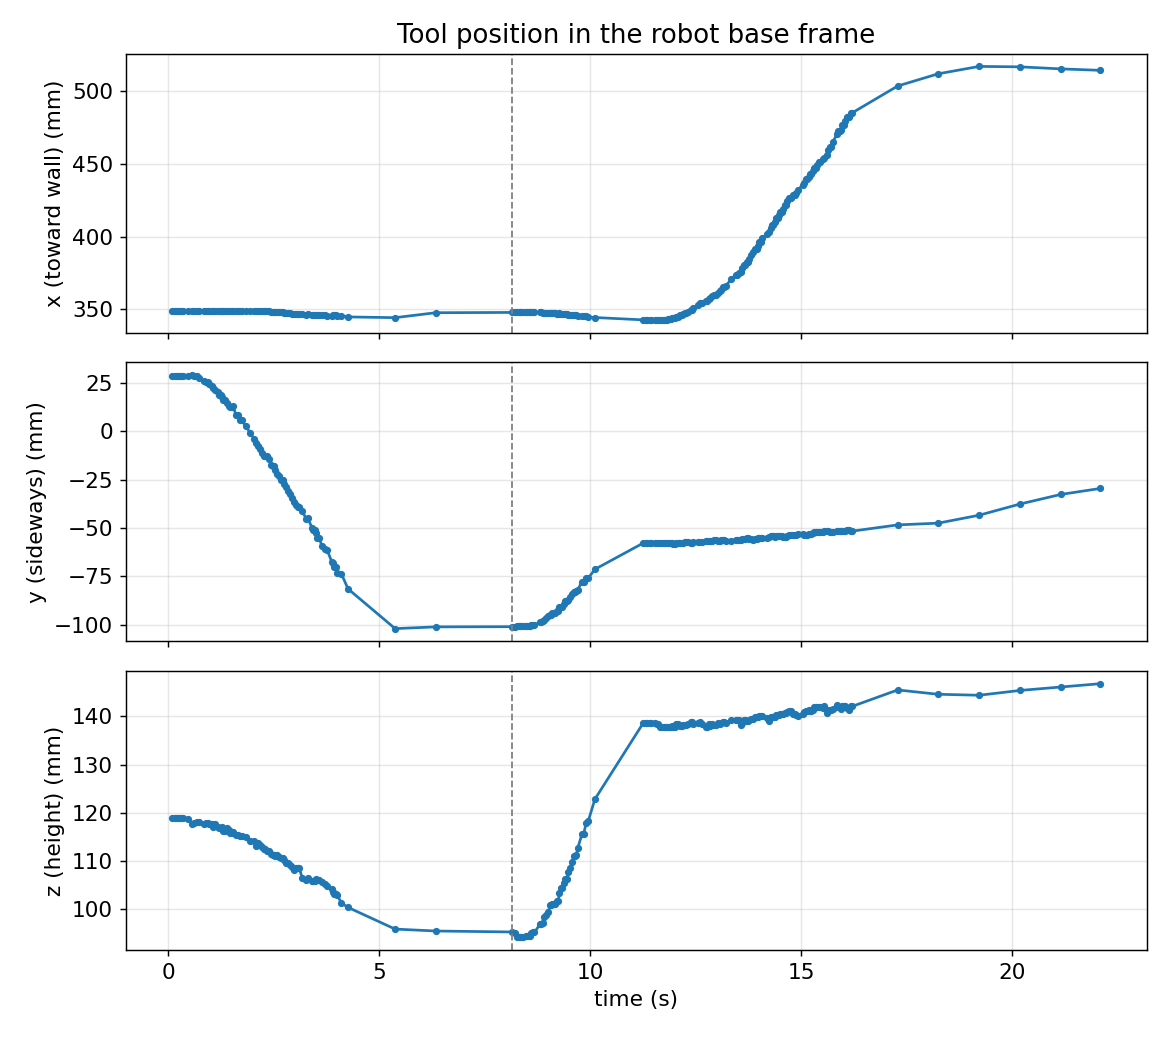 Tool position in the robot base frame
x (toward wall) (mm)
500
450
400
350
y (sideways) (mm)
25
0
−25
−50
−75
−100
z (height) (mm)
140
130
120
110
100
0 5 10 15 20
time (s)